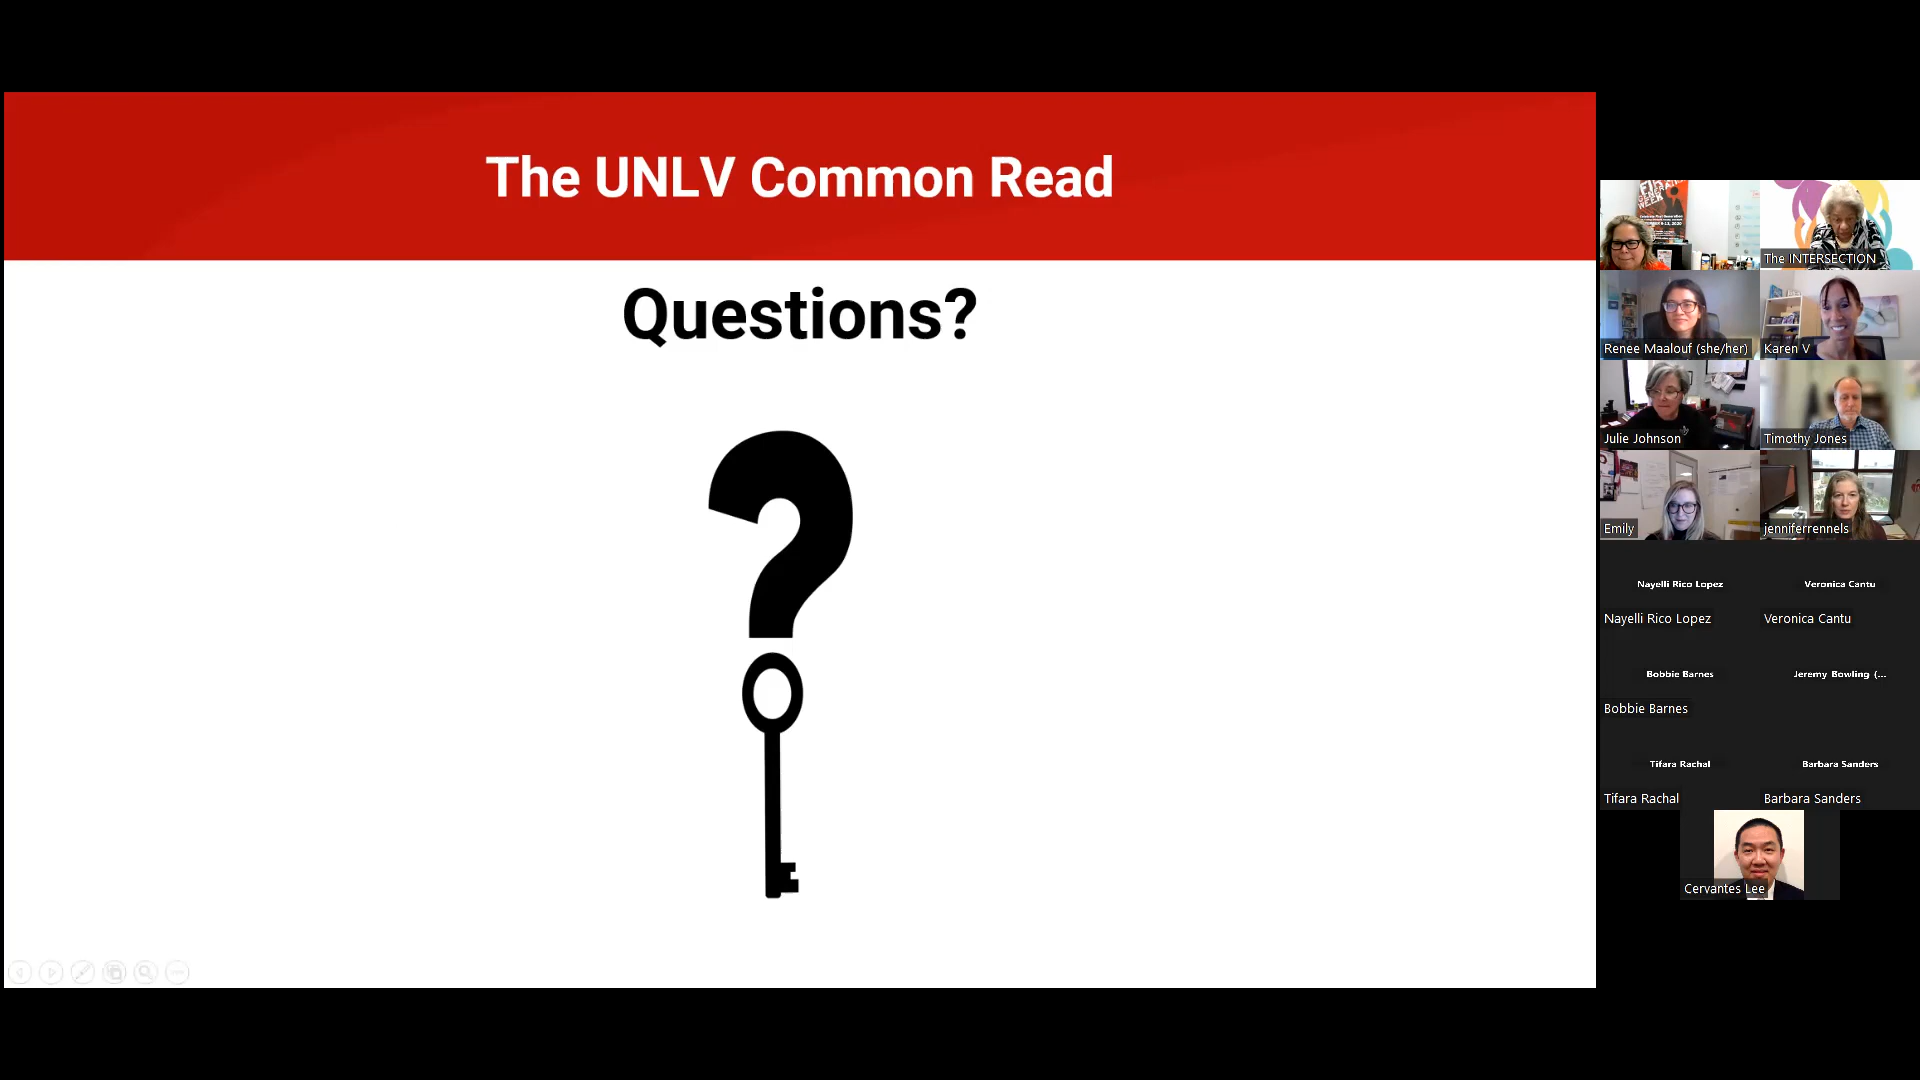 The UNLV Common Read
Questions?
The INTERSECTION
Renee Maalouf (she/her)
Karen V
Julie Johnson
Timothy Jones
Emily
jenniferrennels
Nayelli Rico Lopez
Veronica Cantu
Nayelli Rico Lopez
Veronica Cantu
Bobbie Barnes
Jeremy Bowling (...
Bobbie Barnes
Tifara Rachal
Barbara Sanders
Tifara Rachal
Barbara Sanders
Cervantes Lee